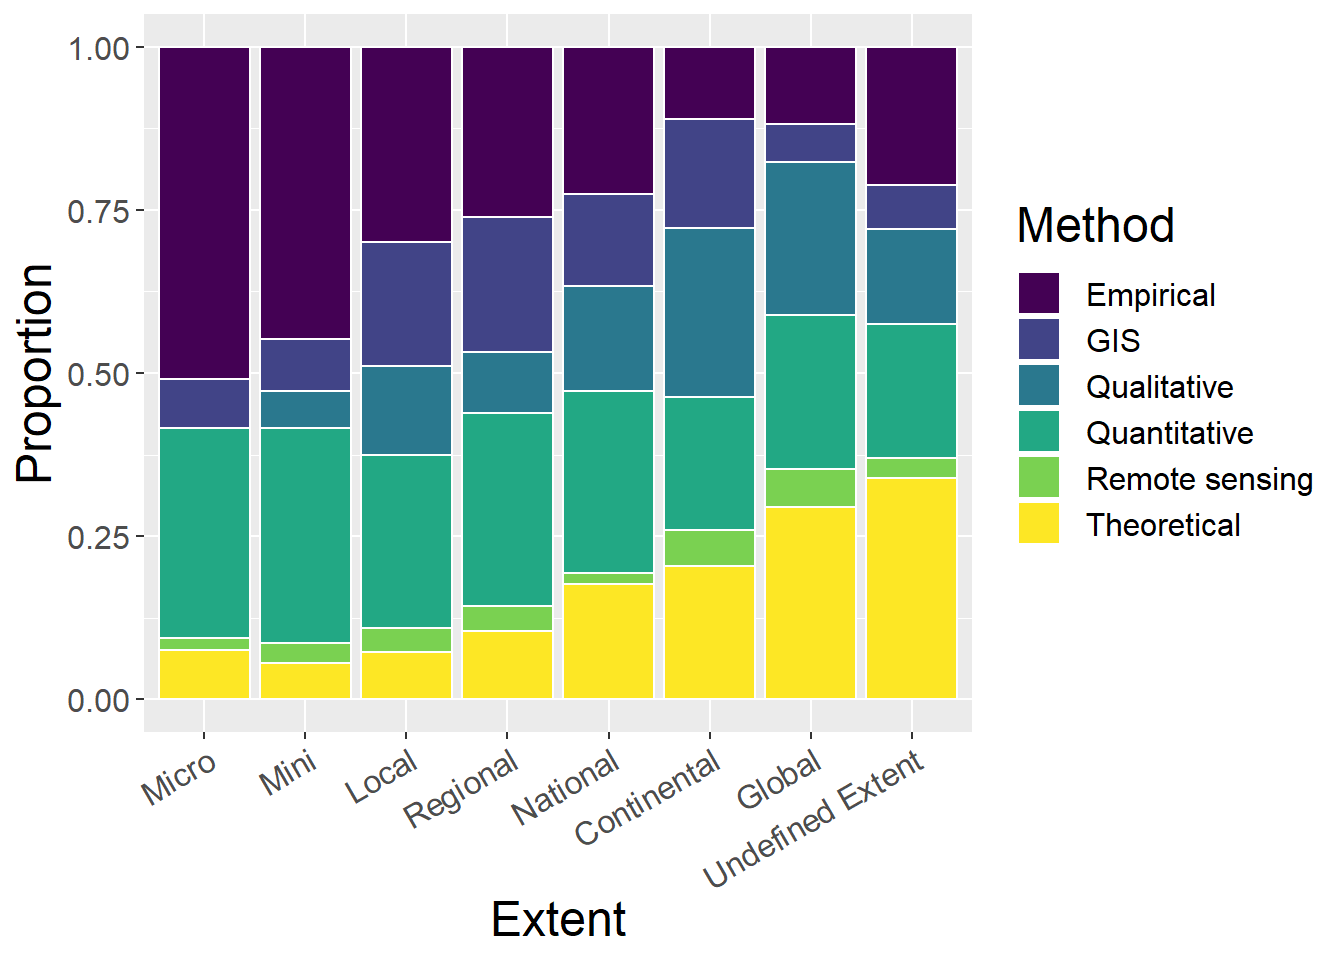 1.00
0.75
0.50
0.25
0.00
Proportion
Micro
Mini
Local
Regional
National
Continental
Global
Undefined Extent
Extent
Method
Empirical
GIS
Qualitative
Quantitative
Remote sensing
Theoretical